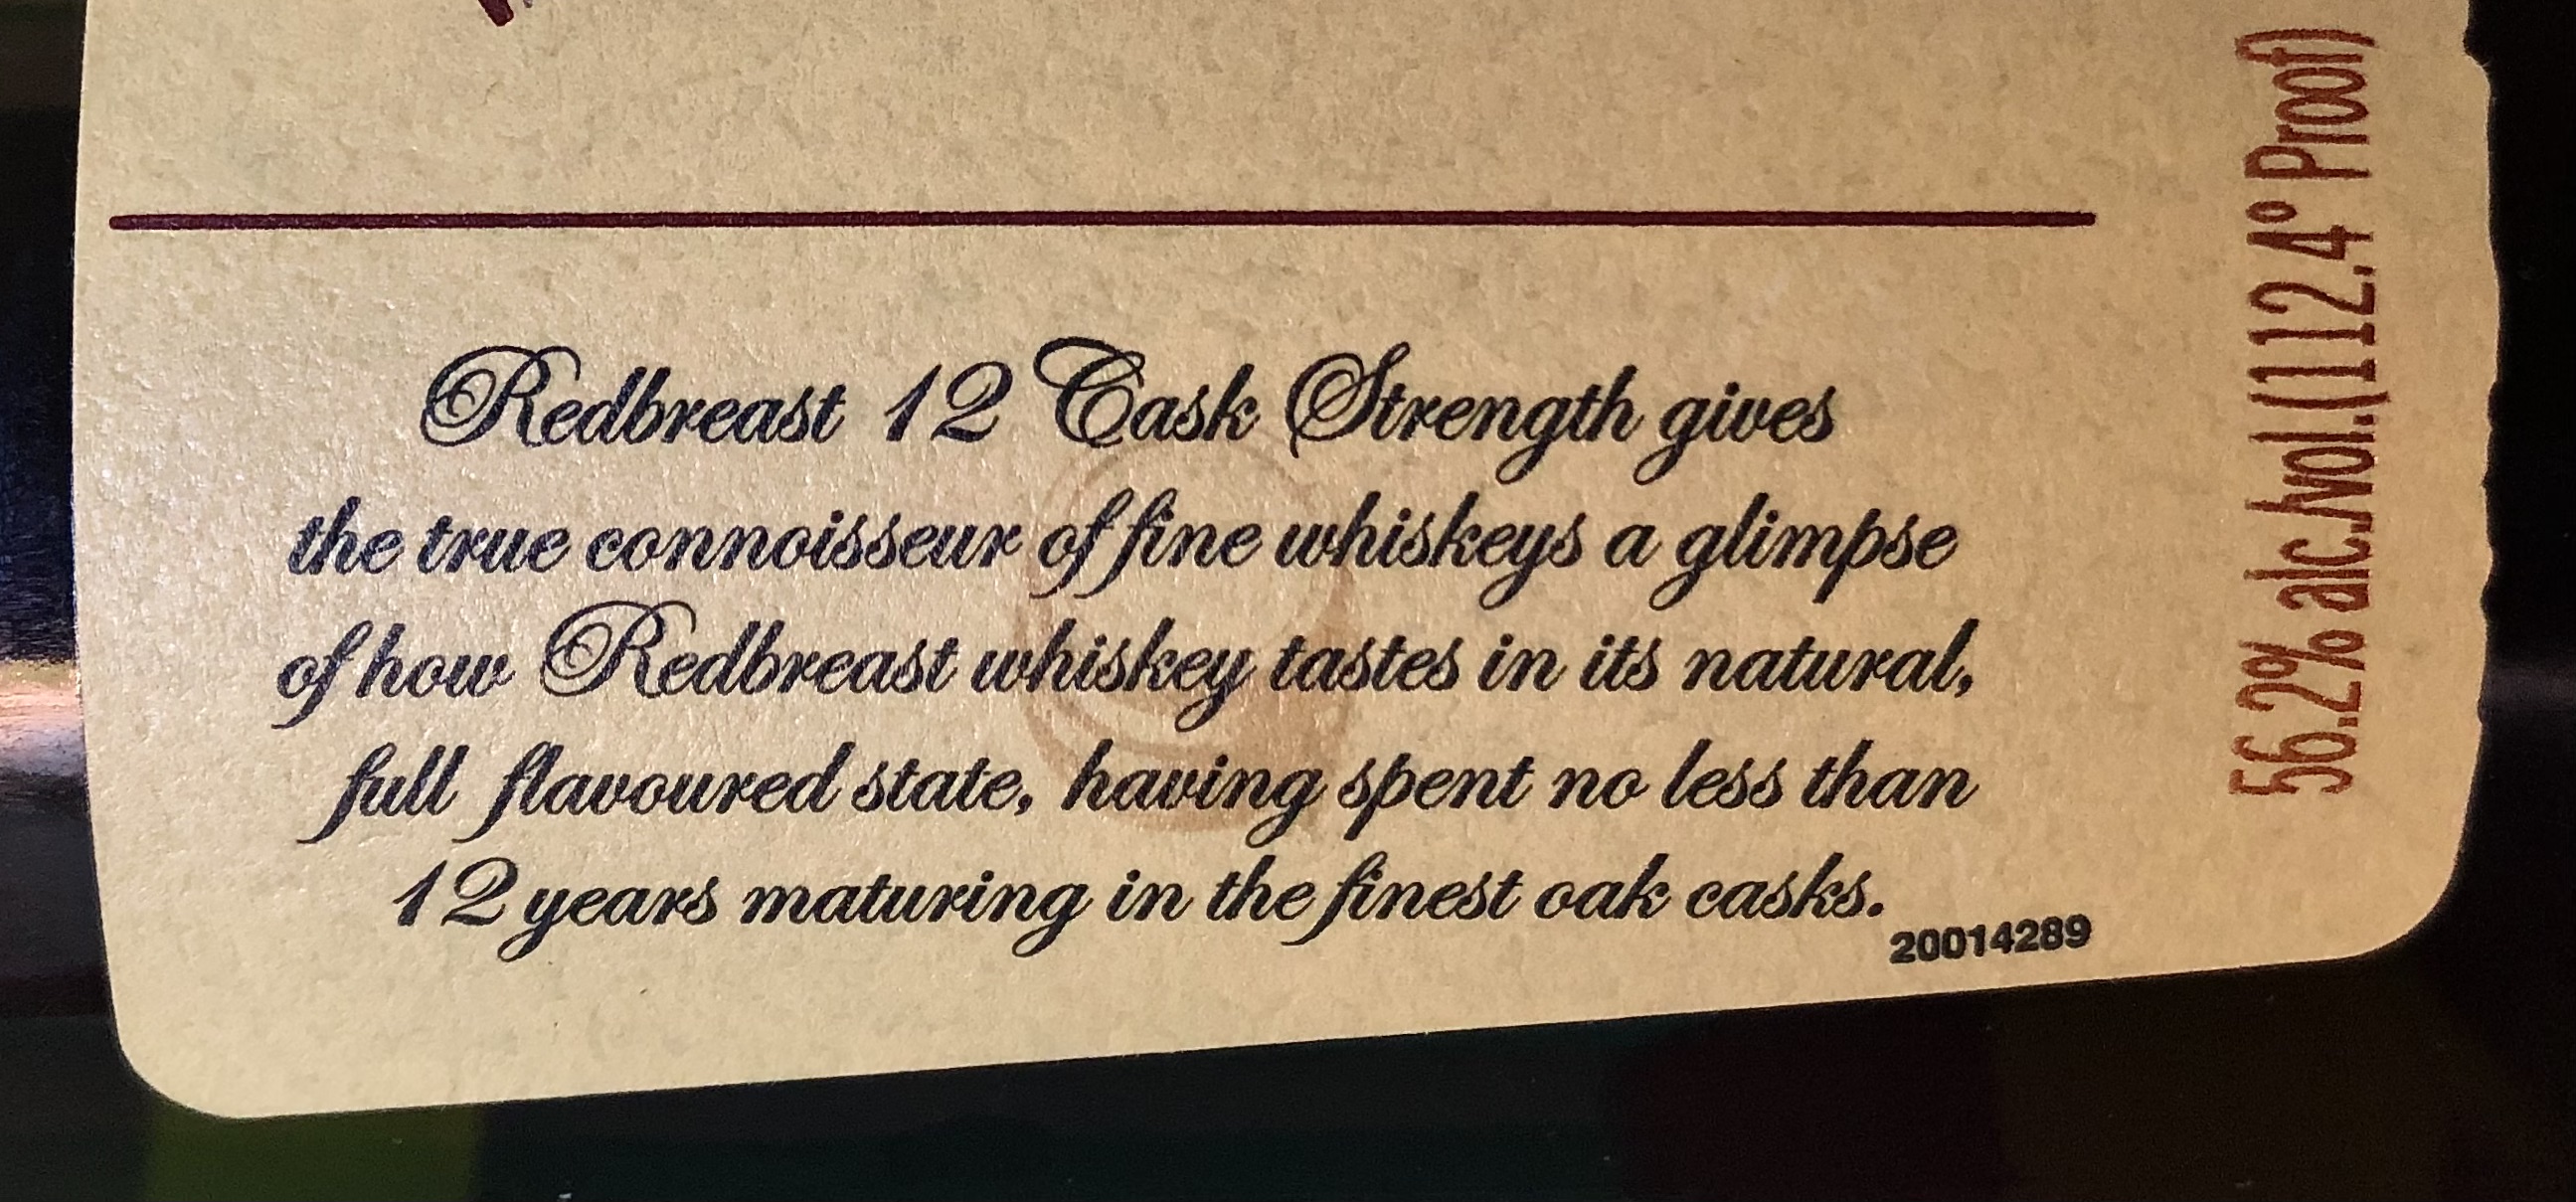 Redbreast 12 Cask Strength gives
the true connoisseur of fine whiskeys a glimpse
of how Redbreast whiskey tastes in its natural,
full flavoured state, having spent no less than
12 years maturing in the finest oak casks.
20014289
56.2% alc./vol.(112.4° Proof)